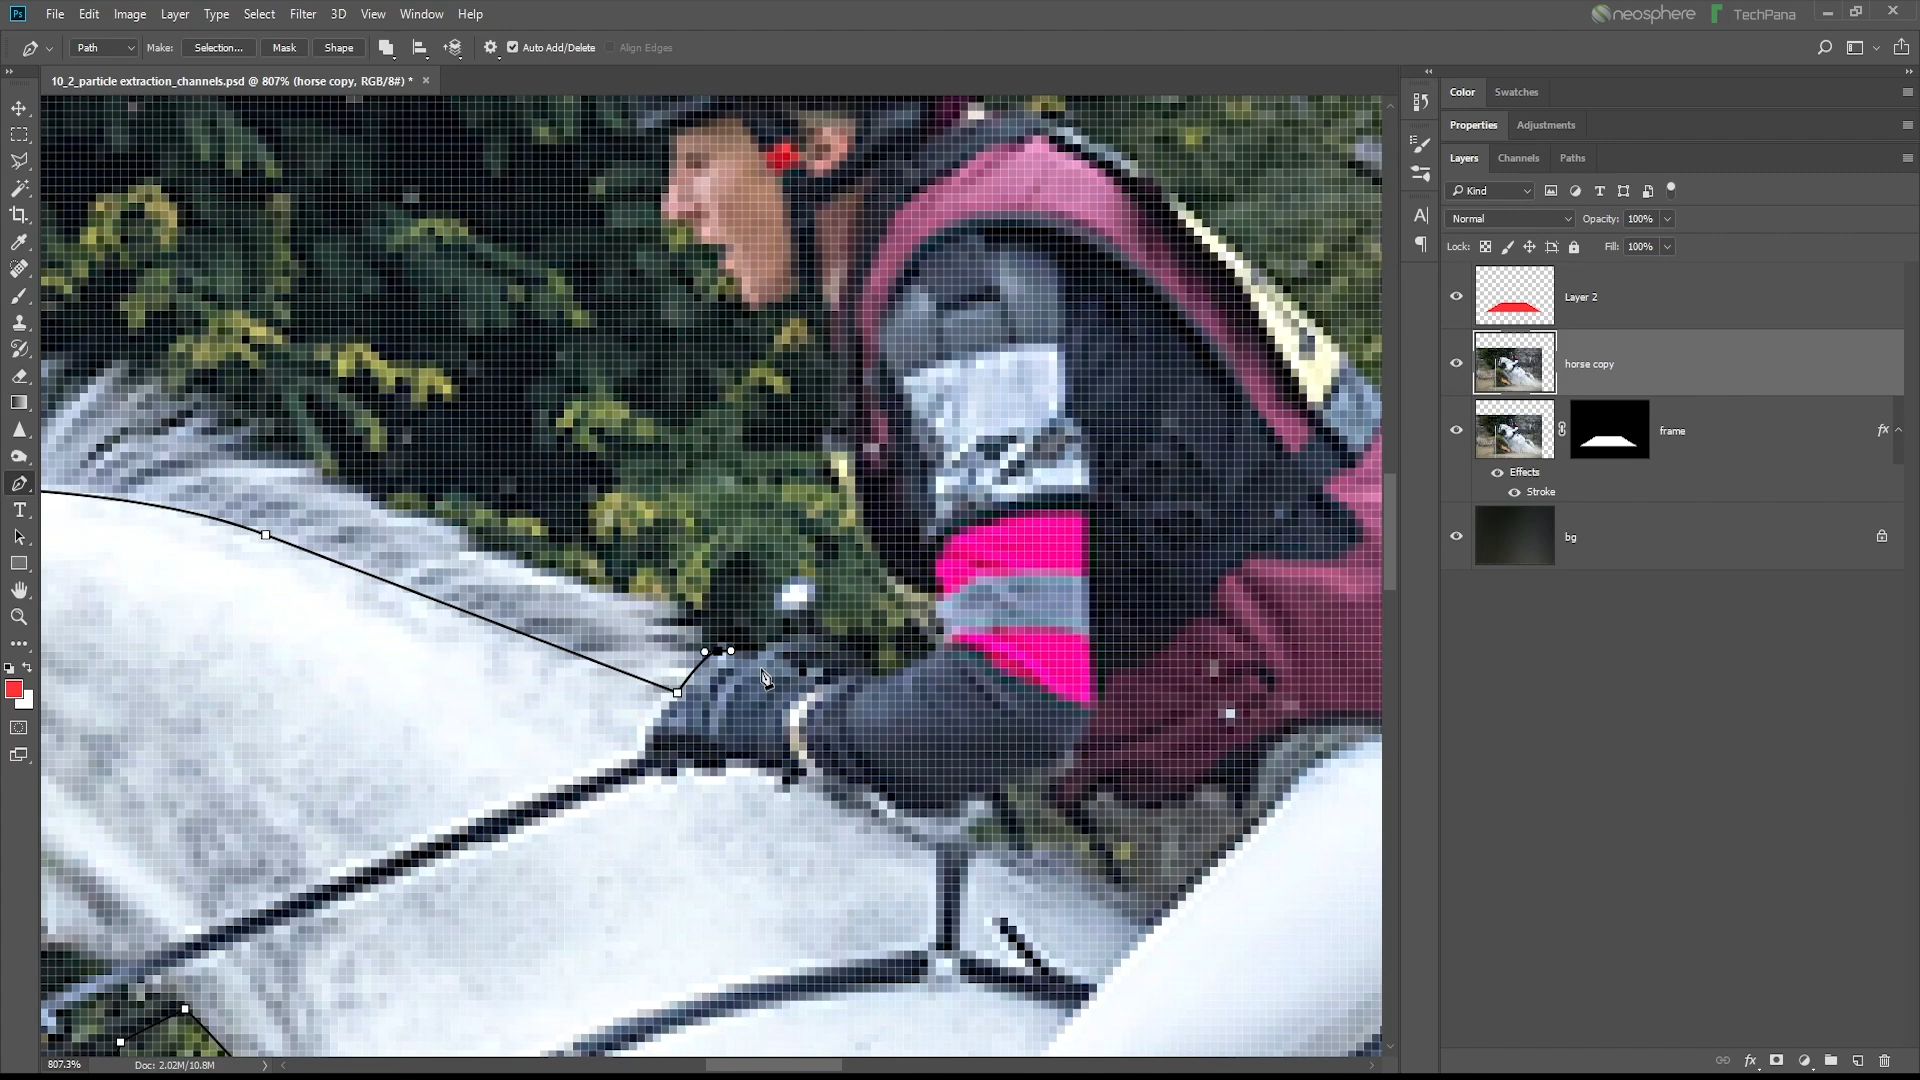 Ps File Edit Image Layer Type Select Filter 3D View Window Help neosphere TechPana
Path Make: Selection... Mask Shape Auto Add/Delete Align Edges
10_2_particle extraction_channels.psd @ 807% (horse copy, RGB/8#) *
Color Swatches
Properties Adjustments
Layers Channels Paths
Kind
Normal Opacity: 100%
Lock: Fill: 100%
Layer 2
horse copy
frame fx
Effects
Stroke
bg
807.3% Doc: 2.02M/10.8M
fx